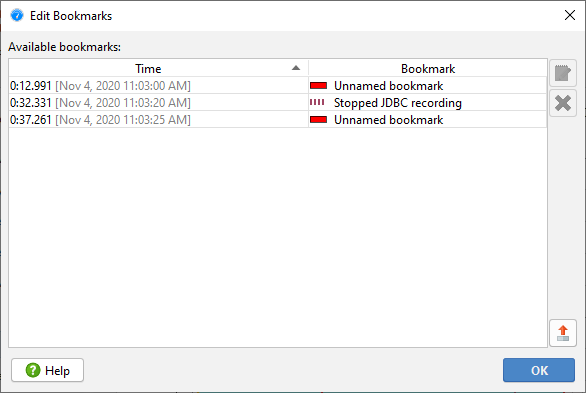 Edit Bookmarks
Available bookmarks:
Time Bookmark
0:12.991 [Nov 4, 2020 11:03:00 AM] Unnamed bookmark
0:32.331 [Nov 4, 2020 11:03:20 AM] Stopped JDBC recording
0:37.261 [Nov 4, 2020 11:03:25 AM] Unnamed bookmark
Help OK